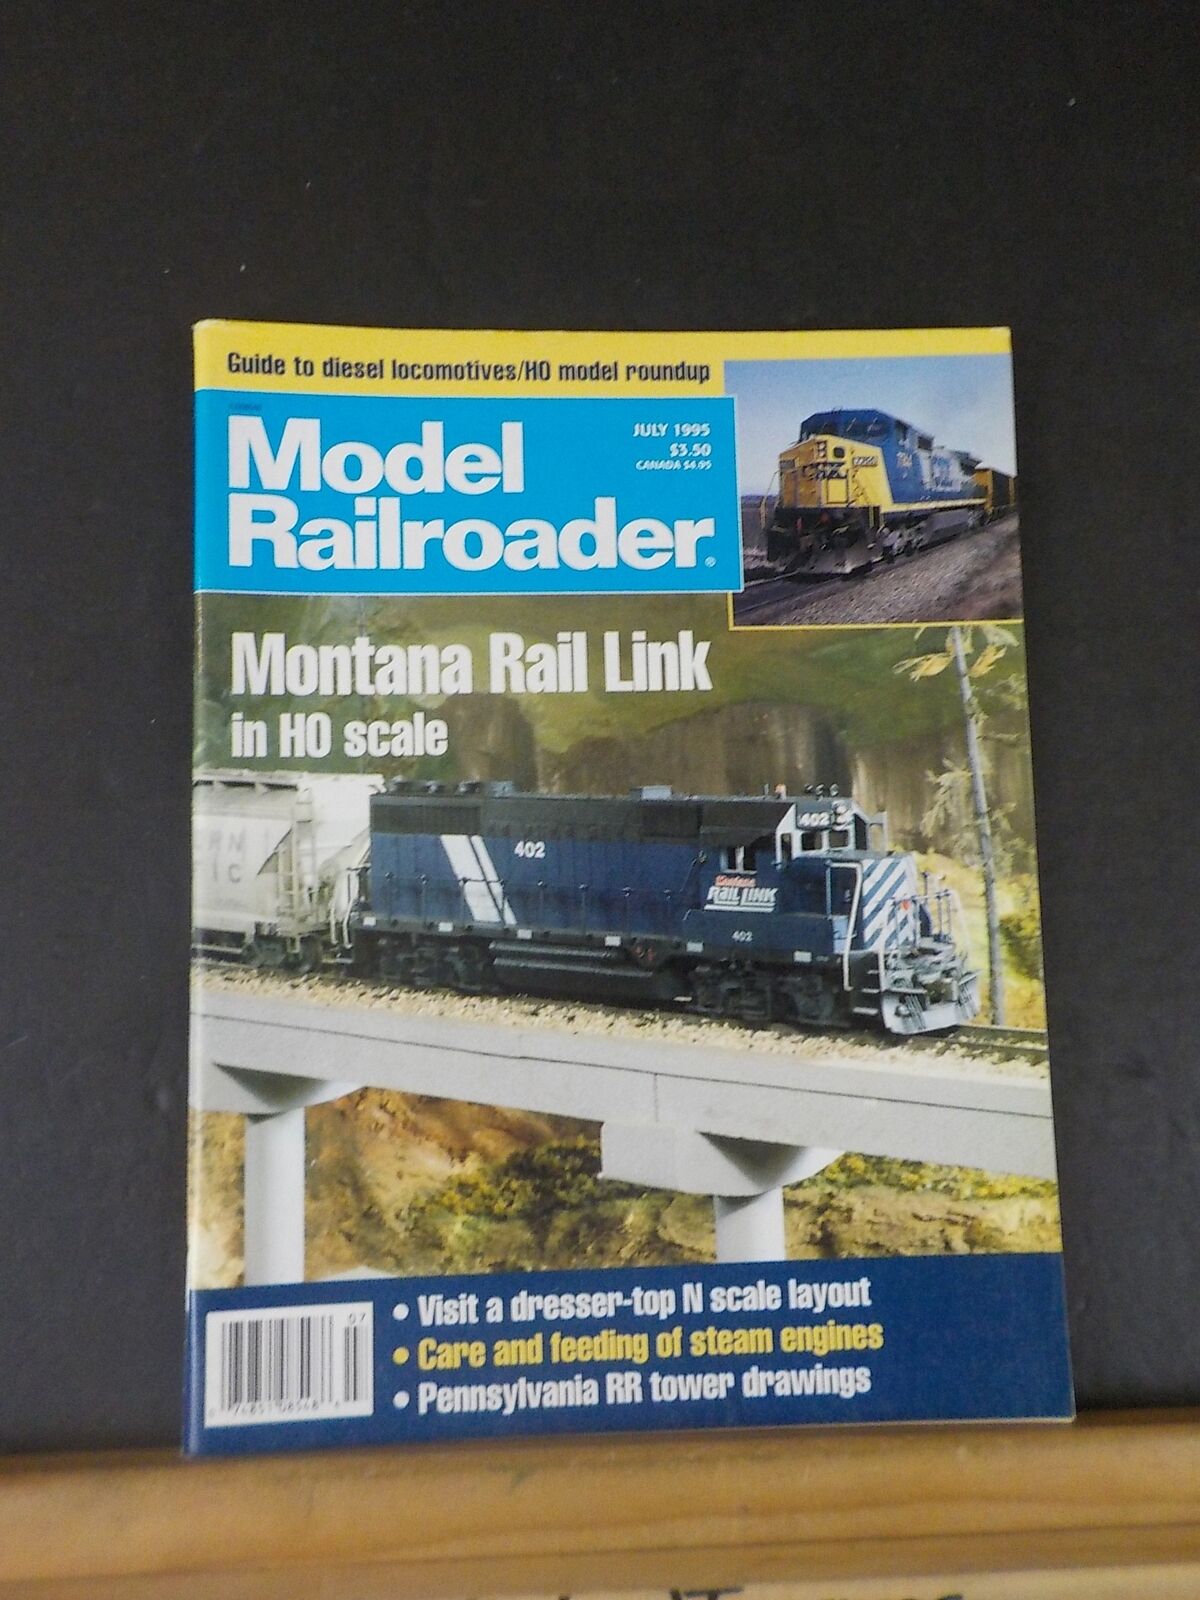 Guide to diesel locomotives/HO model roundup
Model
Railroader®
JULY 1995
$3.50
CANADA $4.95
Montana Rail Link
in HO scale
402
402
Montana
RAIL LINK
402
07
• Visit a dresser-top N scale layout
• Care and feeding of steam engines
• Pennsylvania RR tower drawings